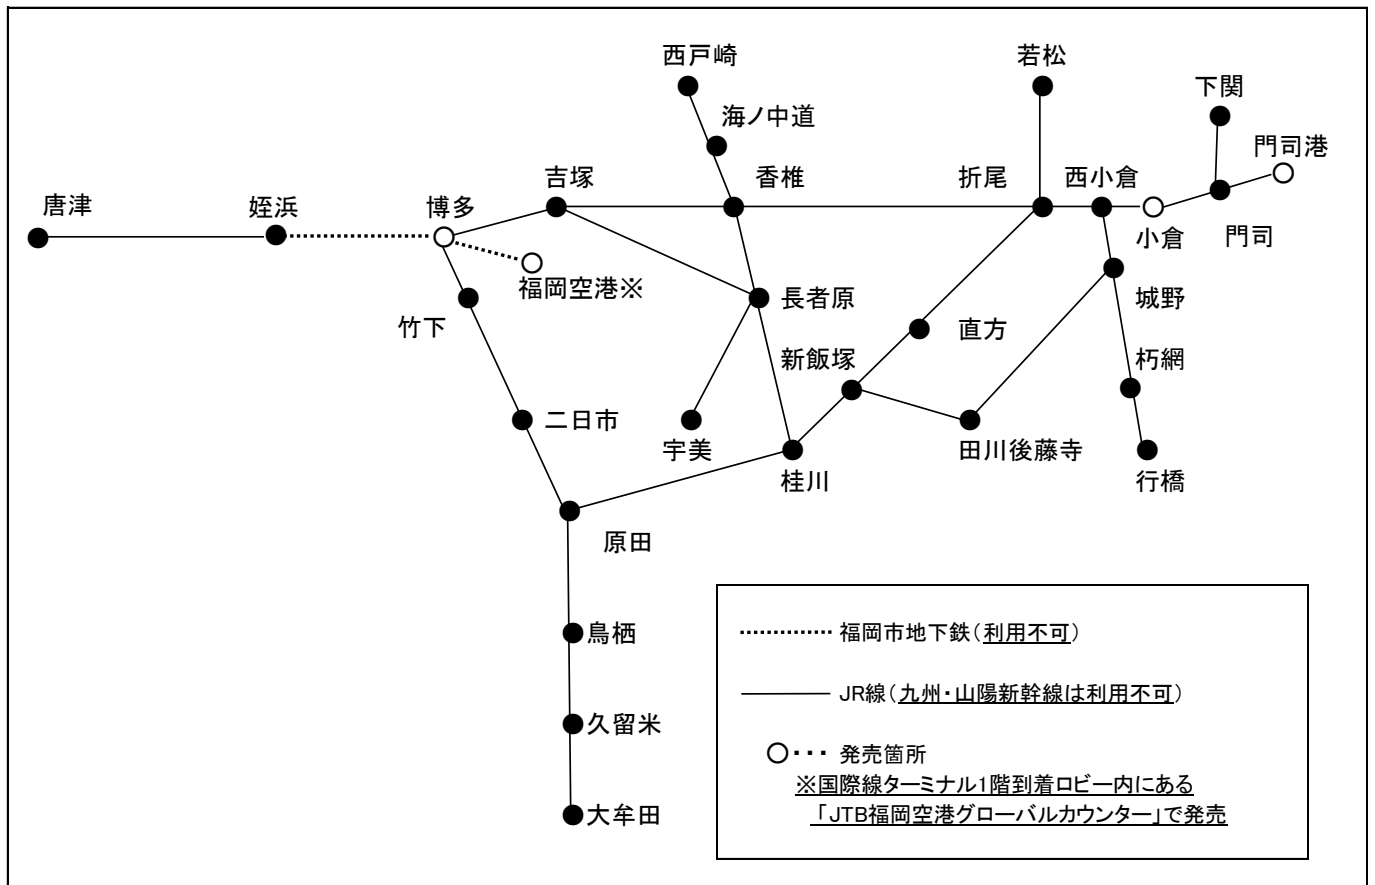 西戸崎
若松
下関
海ノ中道
門司港
吉塚
香椎
折尾
西小倉
唐津
姪浜
博多
小倉
門司
福岡空港※
長者原
城野
竹下
直方
新飯塚
朽網
二日市
宇美
田川後藤寺
桂川
行橋
原田
鳥栖
久留米
大牟田
福岡市地下鉄(利用不可)
JR線(九州・山陽新幹線は利用不可)
○・・・ 発売箇所
※国際線ターミナル1階到着ロビー内にある
「JTB福岡空港グローバルカウンター」で発売